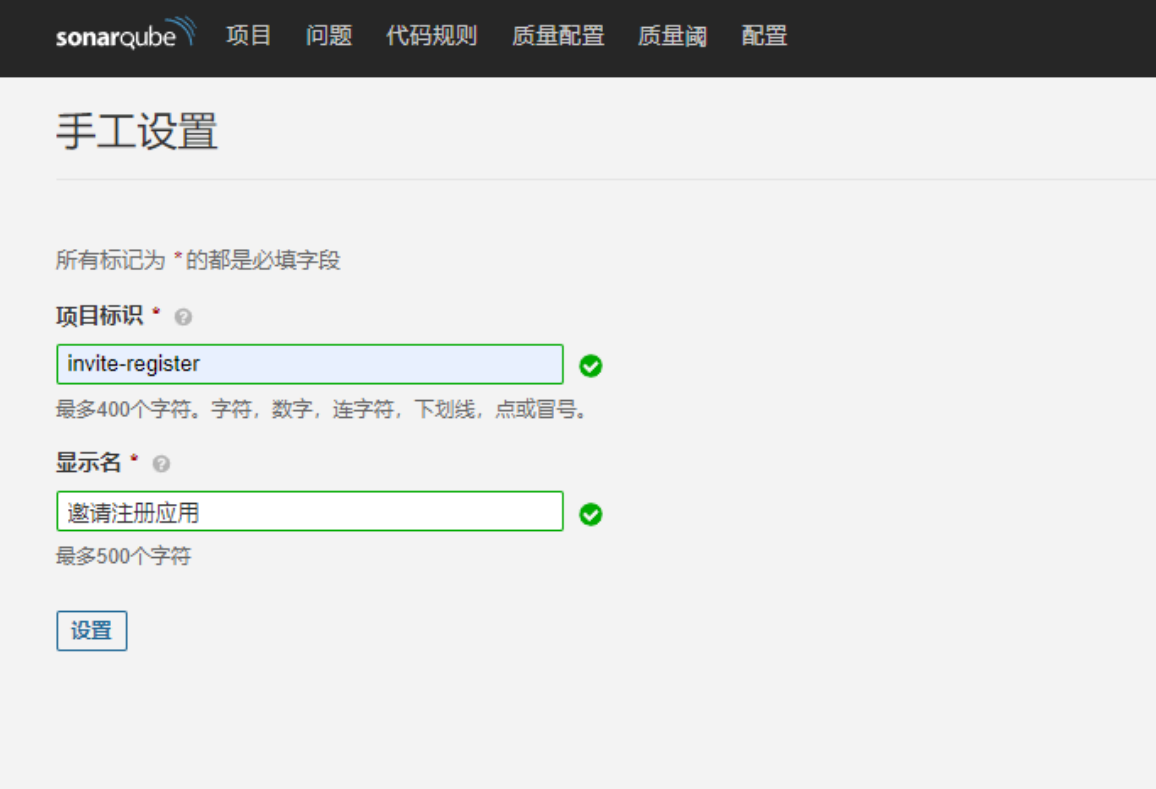 sonarqube 项目 问题 代码规则 质量配置 质量阈 配置
手工设置
所有标记为 *的都是必填字段
项目标识 * ?
invite-register
最多400个字符。字符，数字，连字符，下划线，点或冒号。
显示名 * ?
邀请注册应用
最多500个字符
设置